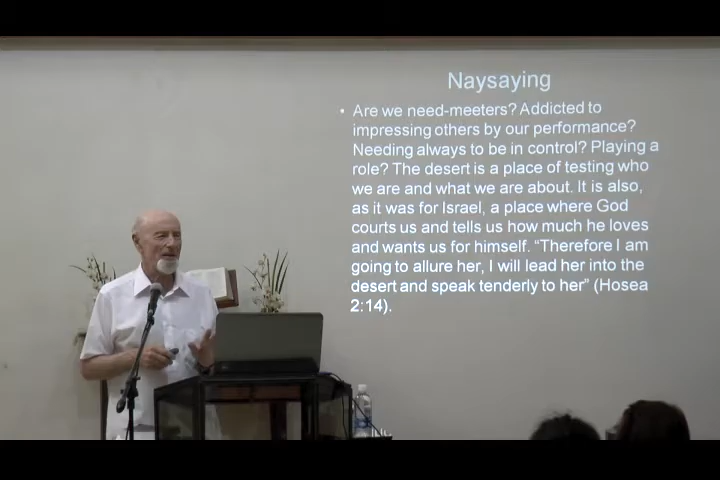 Naysaying
• Are we need-meeters? Addicted to
impressing others by our performance?
Needing always to be in control? Playing a
role? The desert is a place of testing who
we are and what we are about. It is also,
as it was for Israel, a place where God
courts us and tells us how much he loves
and wants us for himself. “Therefore I am
going to allure her, I will lead her into the
desert and speak tenderly to her” (Hosea
2:14).